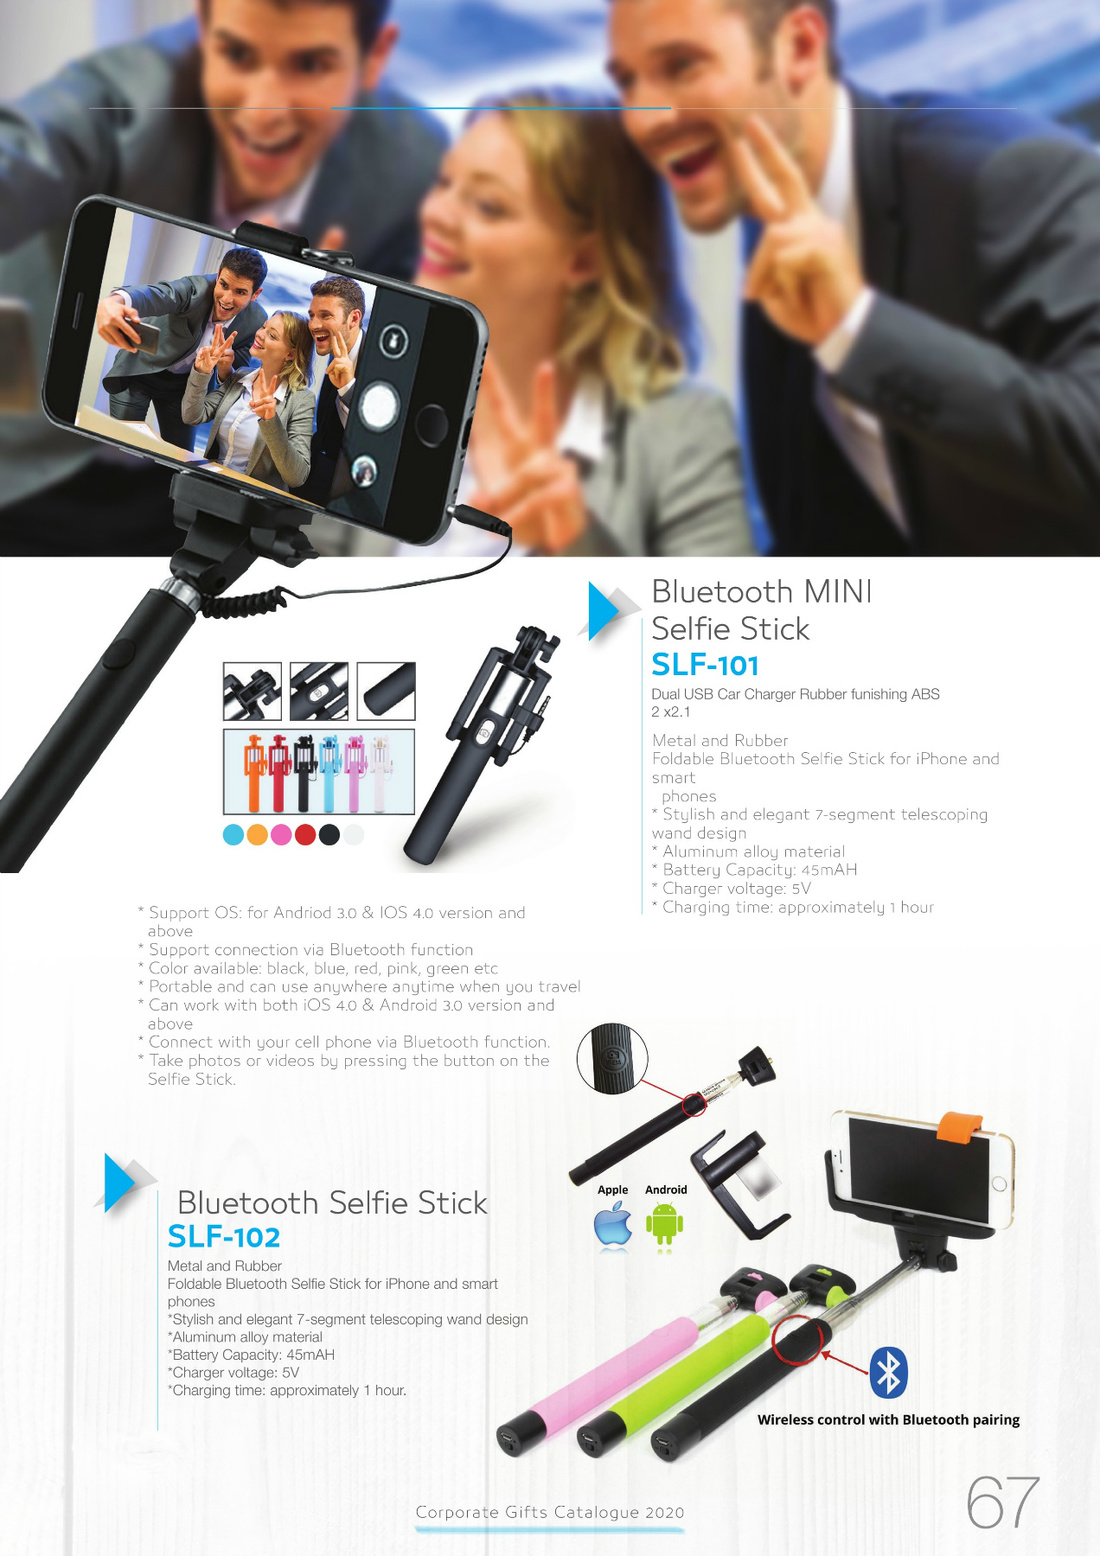 Bluetooth MINI
Selfie Stick
SLF-101
Dual USB Car Charger Rubber funishing ABS
2 x2.1
Metal and Rubber
Foldable Bluetooth Selfie Stick for iPhone and
smart
phones
* Stylish and elegant 7-segment telescoping
wand design
* Aluminum alloy material
* Battery Capacity: 45mAH
* Charger voltage: 5V
* Charging time: approximately 1 hour
* Support OS: for Andriod 3.0 & IOS 4.0 version and
above
* Support connection via Bluetooth function
* Color available: black, blue, red, pink, green etc
* Portable and can use anywhere anytime when you travel
* Can work with both iOS 4.0 & Android 3.0 version and
above
* Connect with your cell phone via Bluetooth function.
* Take photos or videos by pressing the button on the
Selfie Stick.
Apple Android
Bluetooth Selfie Stick
SLF-102
Metal and Rubber
Foldable Bluetooth Selfie Stick for iPhone and smart
phones
*Stylish and elegant 7-segment telescoping wand design
*Aluminum alloy material
*Battery Capacity: 45mAH
*Charger voltage: 5V
*Charging time: approximately 1 hour.
Wireless control with Bluetooth pairing
Corporate Gifts Catalogue 2020
67